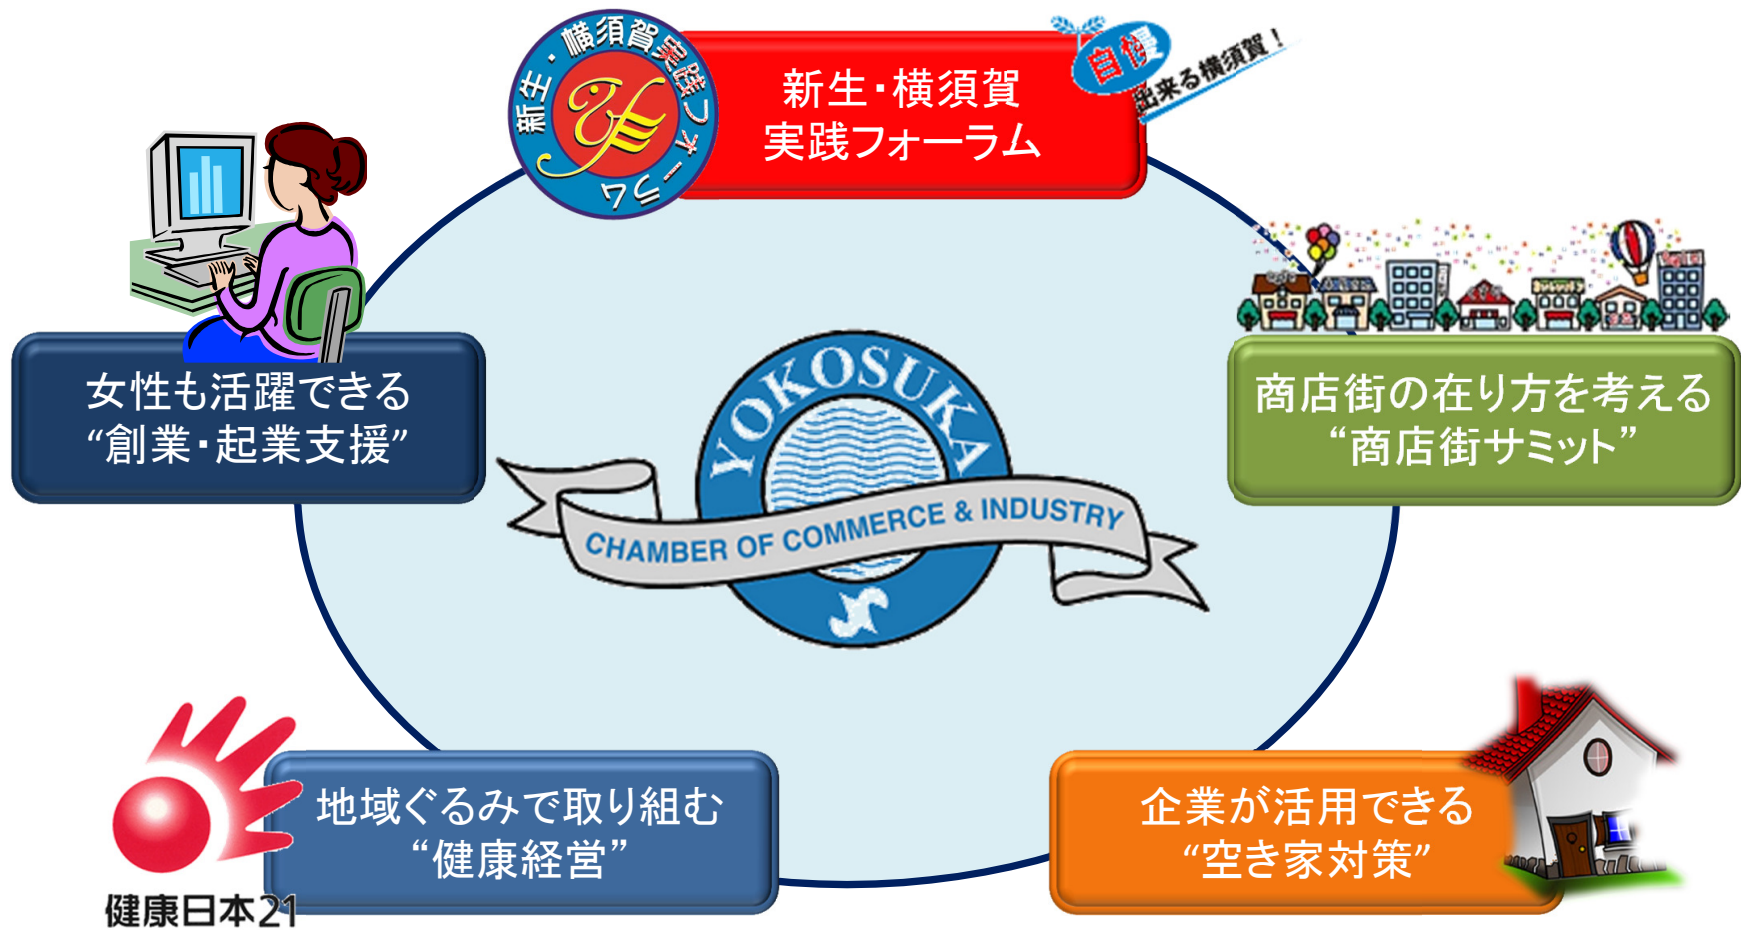 新生・横須賀実践フォーラム
新生・横須賀
実践フォーラム
自慢
出来る横須賀！
女性も活躍できる
“創業・起業支援”
商店街の在り方を考える
“商店街サミット”
YOKOSUKA
CHAMBER OF COMMERCE & INDUSTRY
地域ぐるみで取り組む
“健康経営”
健康日本21
企業が活用できる
“空き家対策”